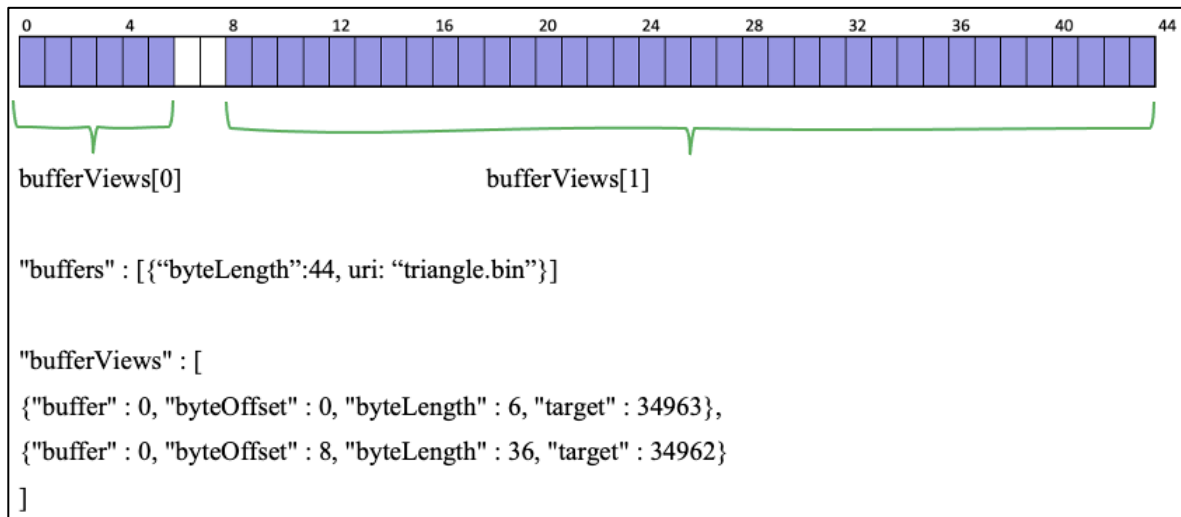 0 4 8 12 16 20 24 28 32 36 40 44
bufferViews[0] bufferViews[1]
"buffers" : [{“byteLength”:44, uri: “triangle.bin”}]
"bufferViews" : [
{"buffer" : 0, "byteOffset" : 0, "byteLength" : 6, "target" : 34963},
{"buffer" : 0, "byteOffset" : 8, "byteLength" : 36, "target" : 34962}
]